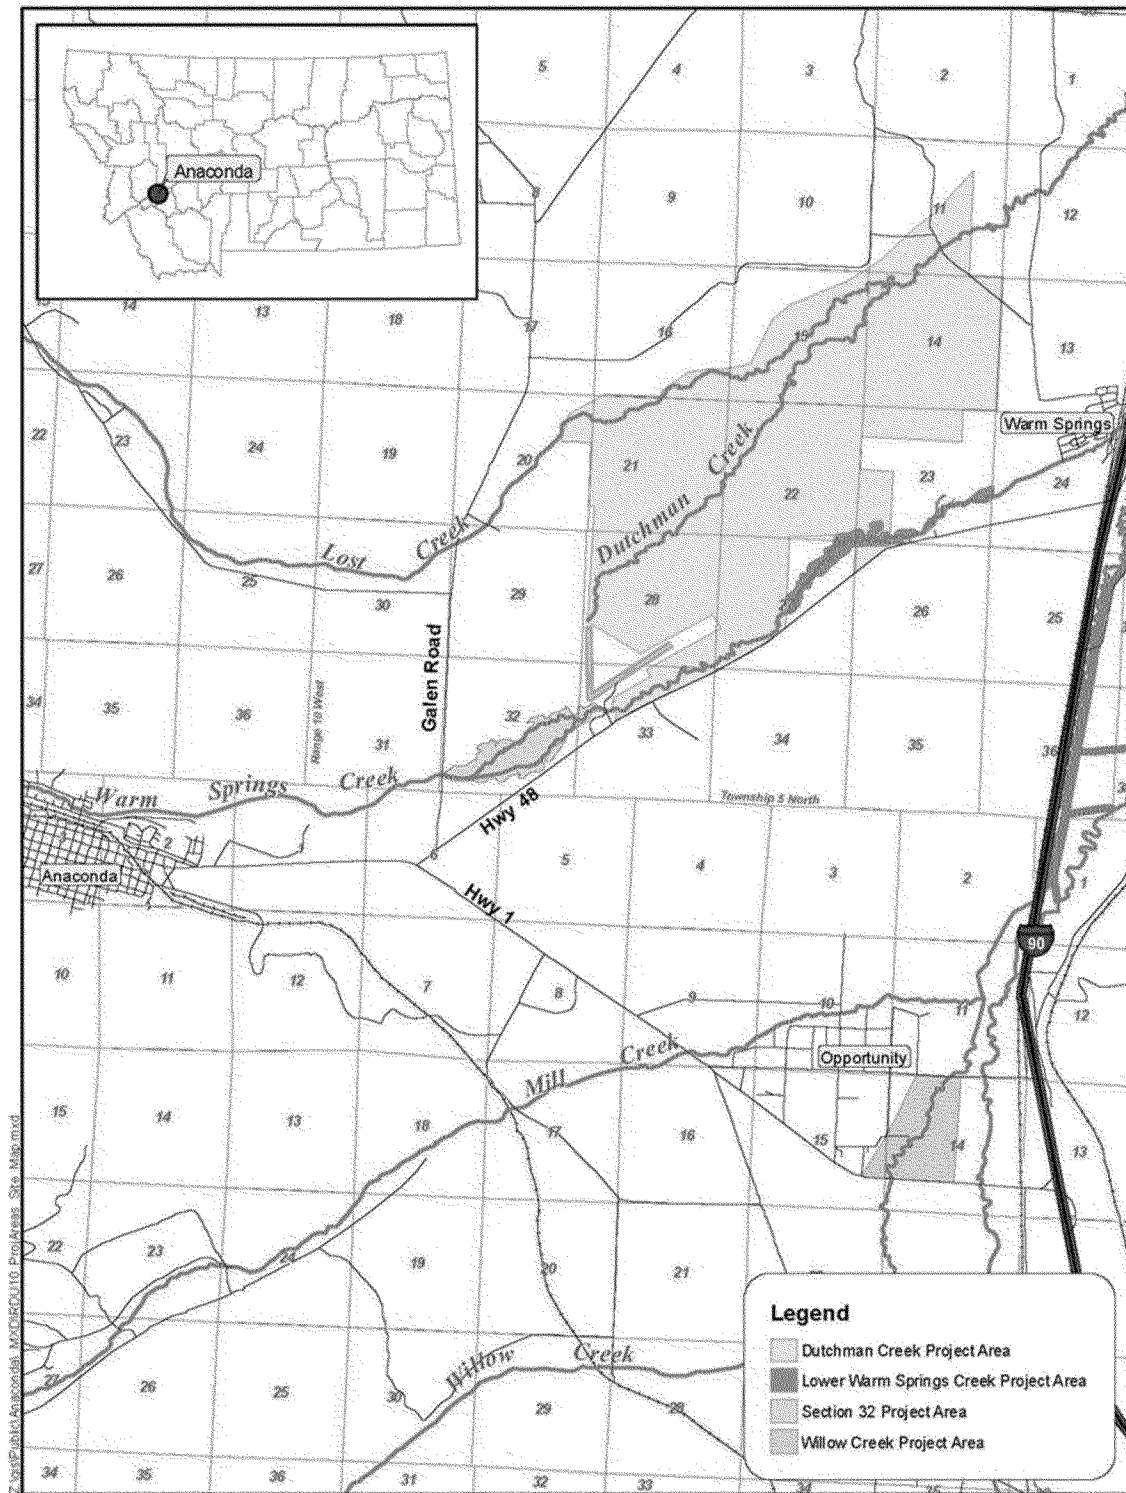 Anaconda
5 4 3 2 1
8 9 10 11 12
14 13 18 17 16 15 14 13
Warm Springs
22 23 24 19 20 21 22 23 24
Dutchman Creek
Lost Creek
27 26 25 30 29 28 26 25
Galen Road
34 35 36 31 32 33 34 35 36
Range 10 West
Warm Springs Creek
Hwy 48
Township 5 North
2 6 5 4 3 2 1
Anaconda
Hwy 1
90
10 11 12 7 8 9 10 11 12
Opportunity
Mill Creek
15 14 13 18 17 16 15 14 13
22 23 24 19 20 21
Willow Creek
27 26 25 30 29 28
34 35 36 31 32 33 34 35
Legend
Dutchman Creek Project Area
Lower Warm Springs Creek Project Area
Section 32 Project Area
Willow Creek Project Area